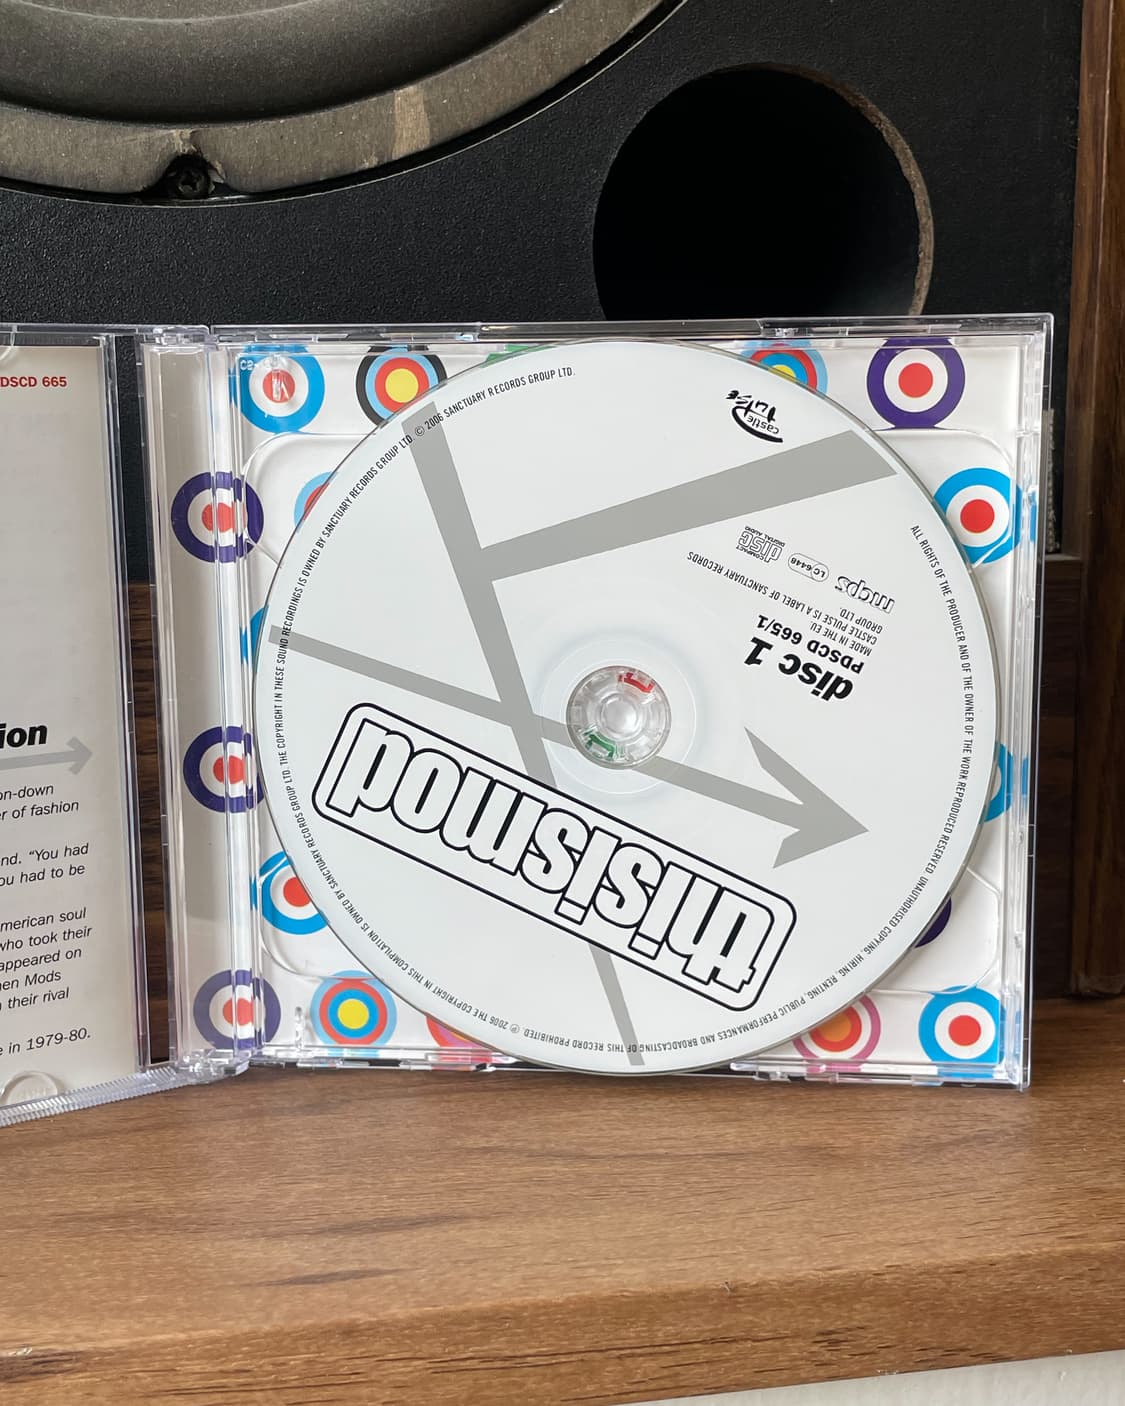 DSCD 665
ion
on-down
er of fashion
nd. “You had
ou had to be
merican soul
who took their
appeared on
en Mods
their rival
e in 1979-80.
thisismod
disc 1
PDSCD 665/1
MADE IN THE EU.
CASTLE PULSE IS A LABEL OF SANCTUARY RECORDS
GROUP LTD.
mcps
LC 6448
COMPACT
disc
DIGITAL AUDIO
castle
PULSE
ALL RIGHTS OF THE PRODUCER AND OF THE OWNER OF THE WORK REPRODUCED RESERVED. UNAUTHORISED COPYING, HIRING, RENTING, PUBLIC PERFORMANCES AND BROADCASTING OF THIS RECORD PROHIBITED. ℗ 2006 THE COPYRIGHT IN THIS COMPILATION IS OWNED BY SANCTUARY RECORDS GROUP LTD. THE COPYRIGHT IN THESE SOUND RECORDINGS IS OWNED BY SANCTUARY RECORDS GROUP LTD. © 2006 SANCTUARY RECORDS GROUP LTD.